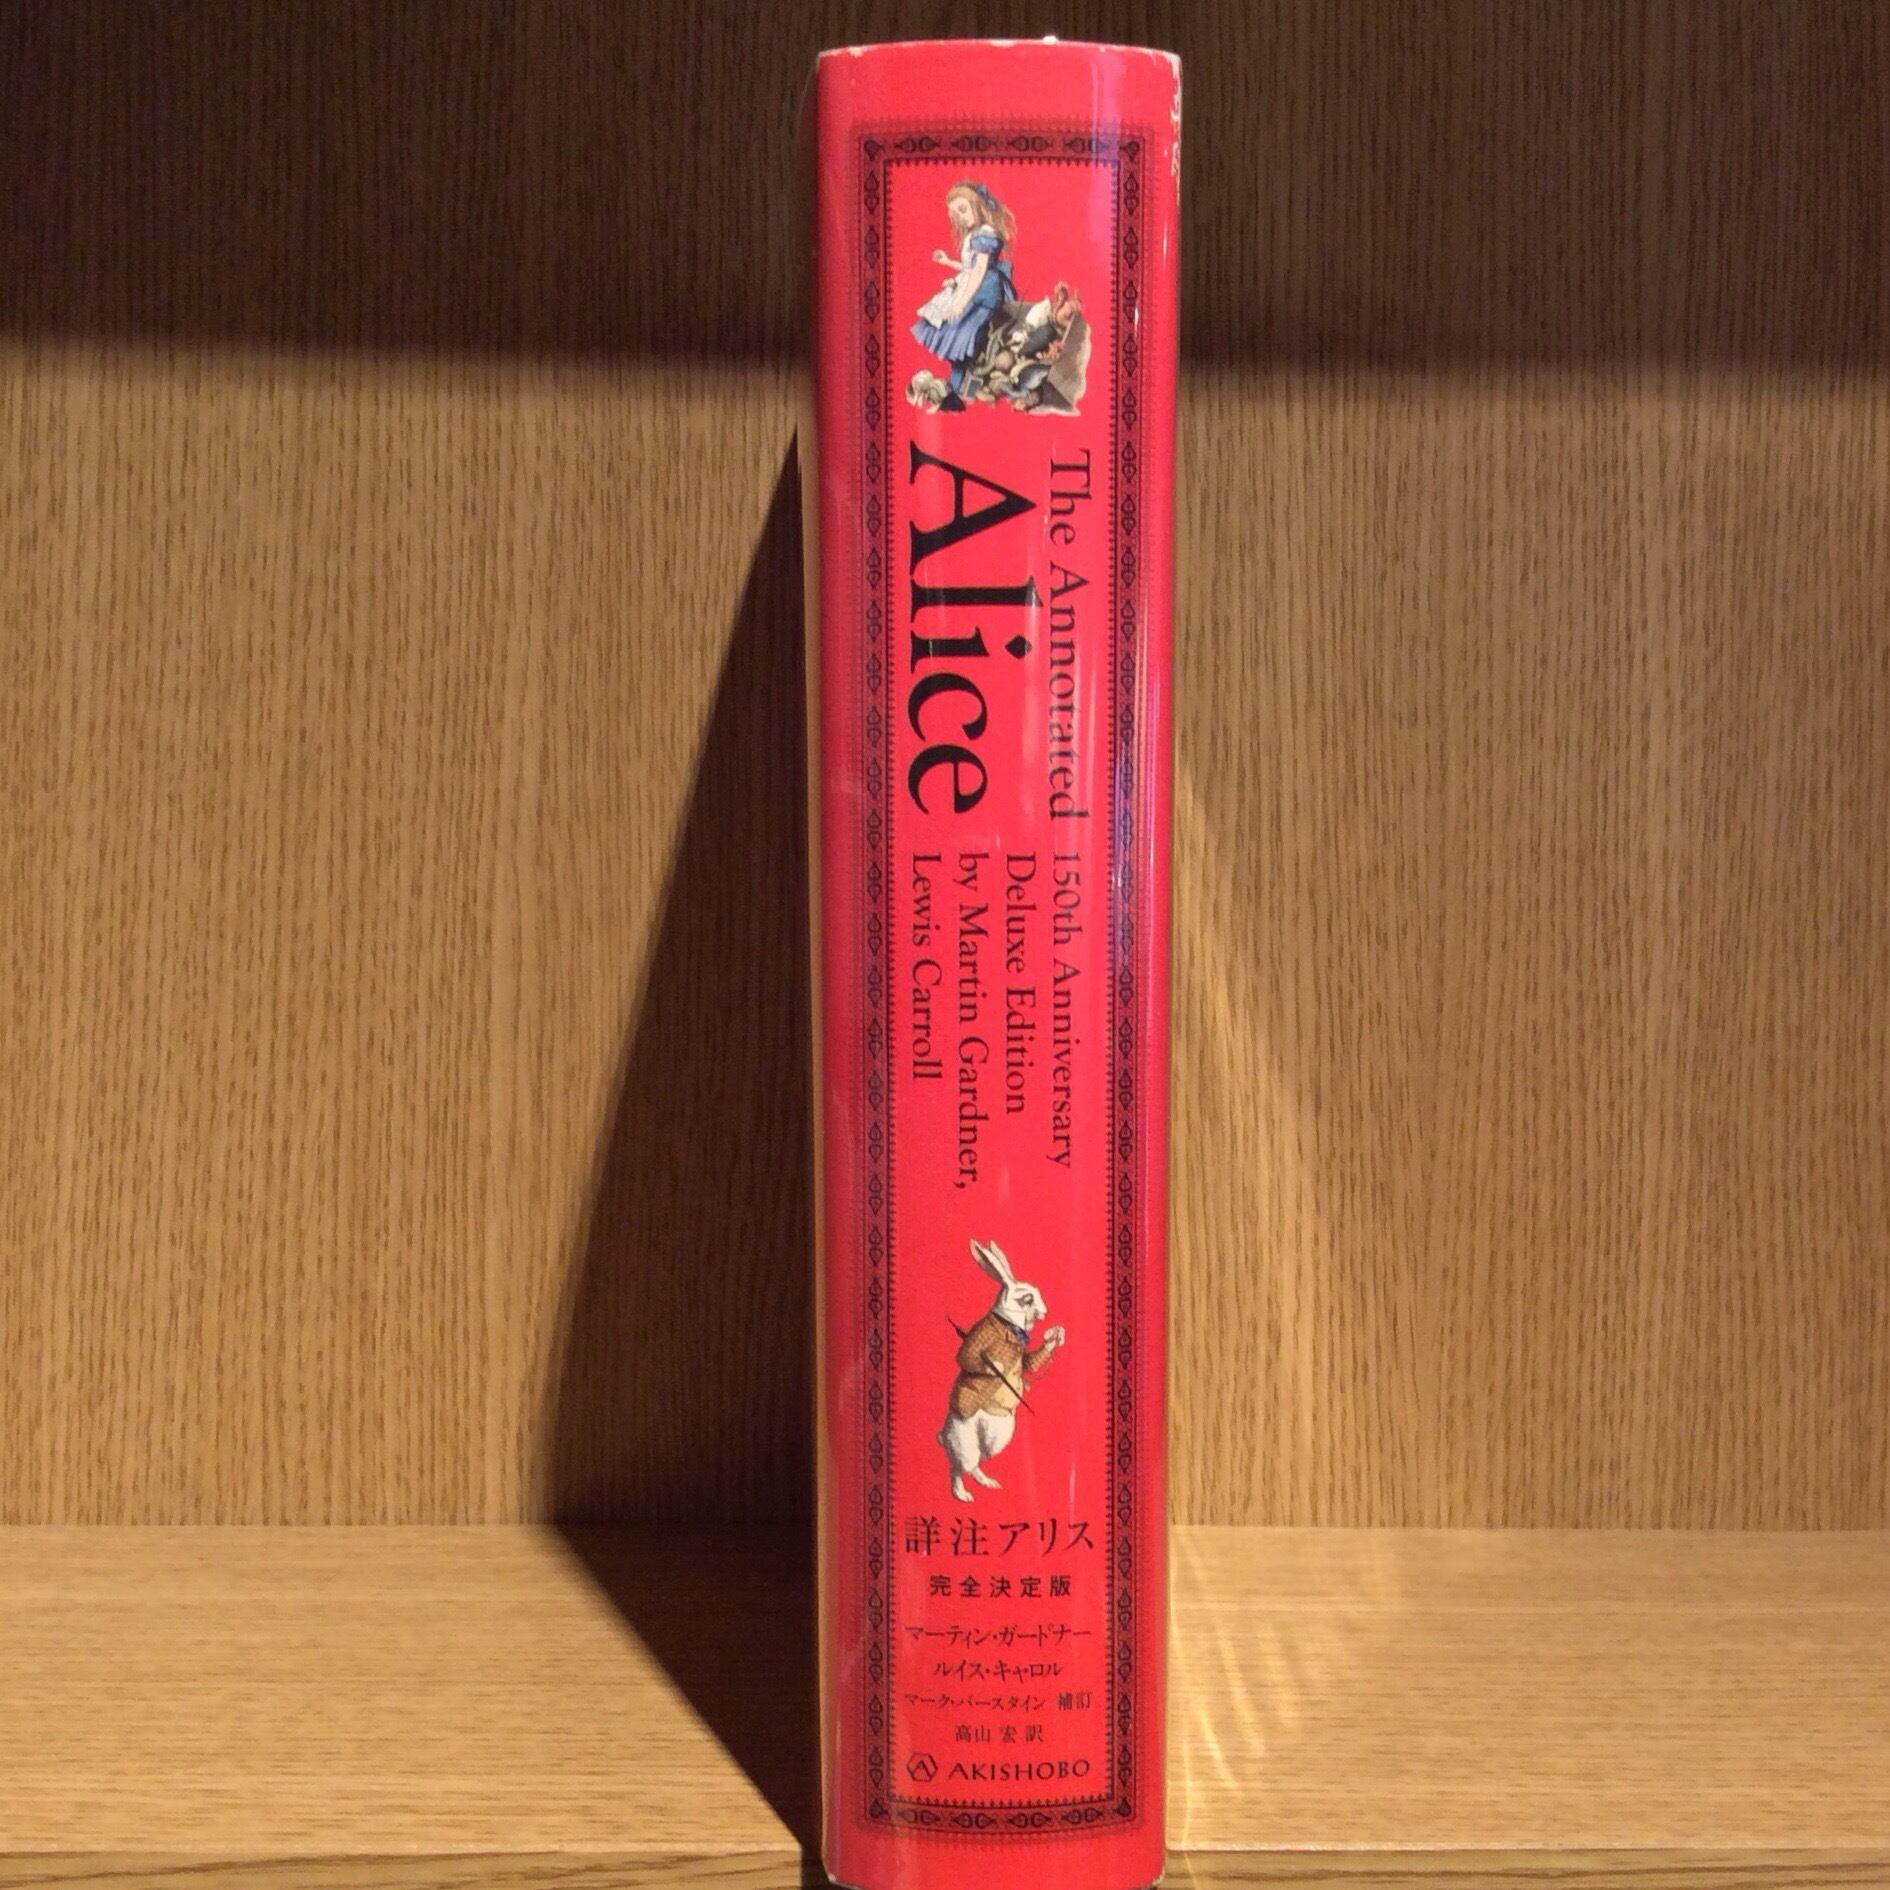 The Annotated
Alice
150th Anniversary
Deluxe Edition
by Martin Gardner,
Lewis Carroll
詳注アリス
完全決定版
マーティン・ガードナー
ルイス・キャロル
マーク・バースタイン 補訂
高山 宏 訳
A AKISHOBO